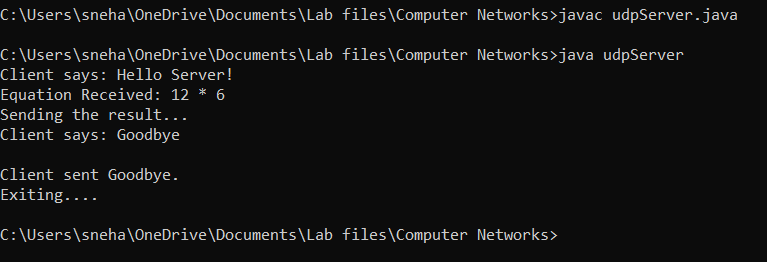 C:\Users\sneha\OneDrive\Documents\Lab files\Computer Networks>javac udpServer.java
C:\Users\sneha\OneDrive\Documents\Lab files\Computer Networks>java udpServer
Client says: Hello Server!
Equation Received: 12 * 6
Sending the result...
Client says: Goodbye
Client sent Goodbye.
Exiting....
C:\Users\sneha\OneDrive\Documents\Lab files\Computer Networks>